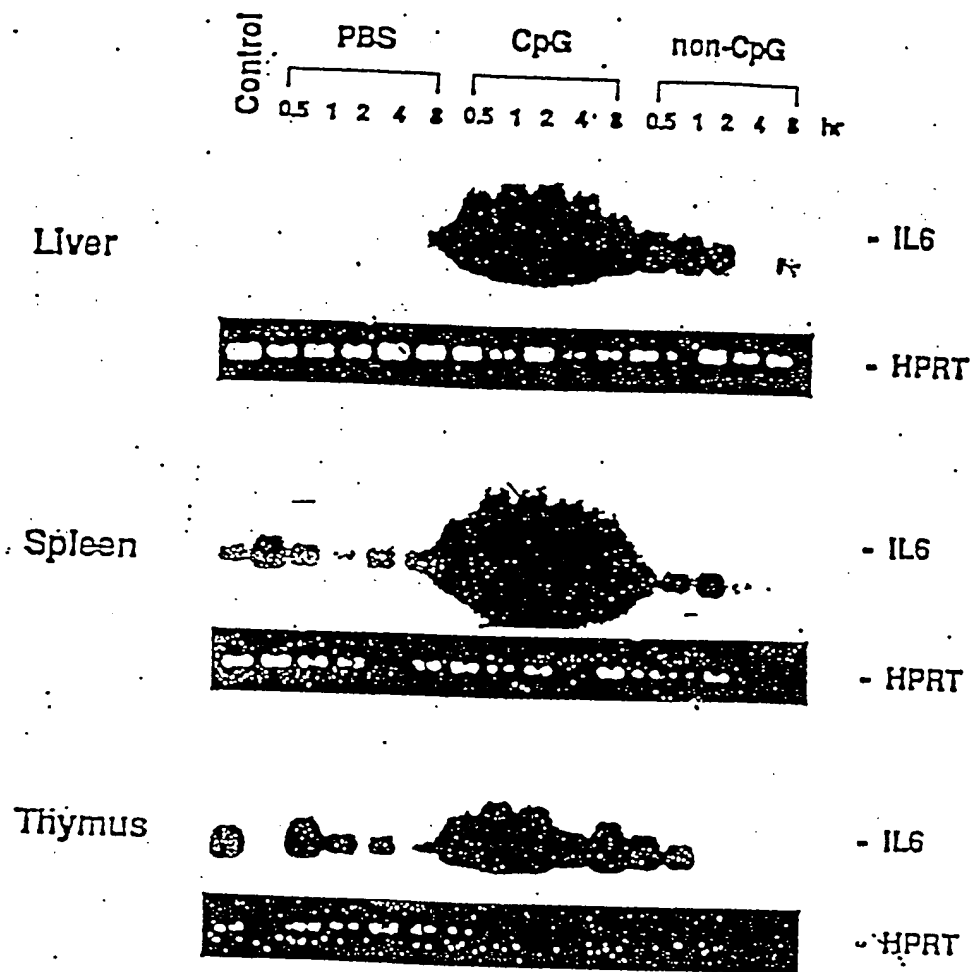 Control PBS CpG non-CpG
0.5 1 2 4 8 0.5 1 2 4 8 0.5 1 2 4 8 hr
Liver - IL6
- HPRT
Spleen - IL6
- HPRT
Thymus - IL6
- HPRT